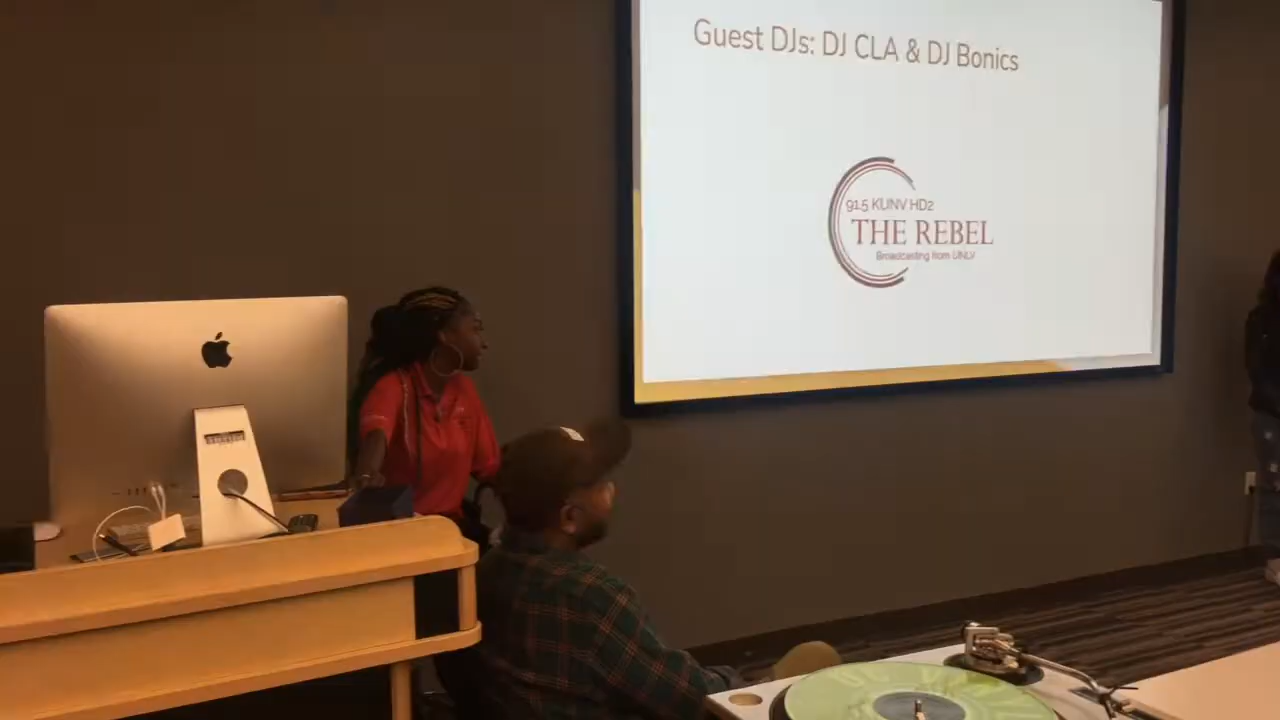 Guest DJs: DJ CLA & DJ Bonics
91.5 KUNV HD2
THE REBEL
Broadcasting from UNLV